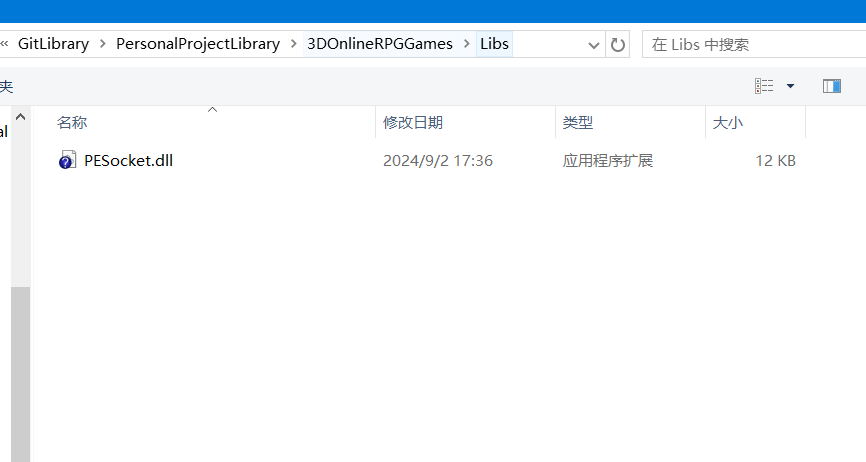 « GitLibrary > PersonalProjectLibrary > 3DOnlineRPGGames > Libs
在 Libs 中搜索
夹
al
名称 修改日期 类型 大小
PESocket.dll 2024/9/2 17:36 应用程序扩展 12 KB